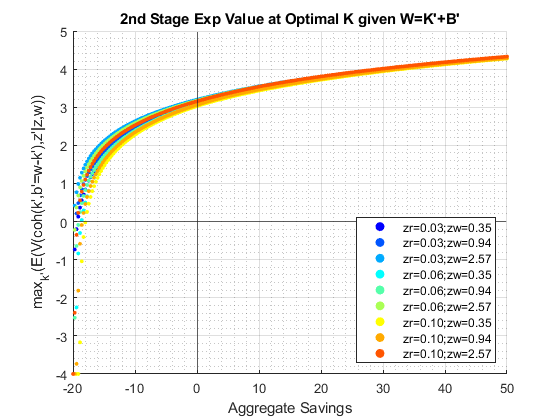 2nd Stage Exp Value at Optimal K given W=K'+B'
max_k'(E(V(coh(k',b'=w-k'),z'|z,w))
5
4
3
2
1
0
-1
-2
-3
-4
zr=0.03;zw=0.35
zr=0.03;zw=0.94
zr=0.03;zw=2.57
zr=0.06;zw=0.35
zr=0.06;zw=0.94
zr=0.06;zw=2.57
zr=0.10;zw=0.35
zr=0.10;zw=0.94
zr=0.10;zw=2.57
-20 -10 0 10 20 30 40 50
Aggregate Savings